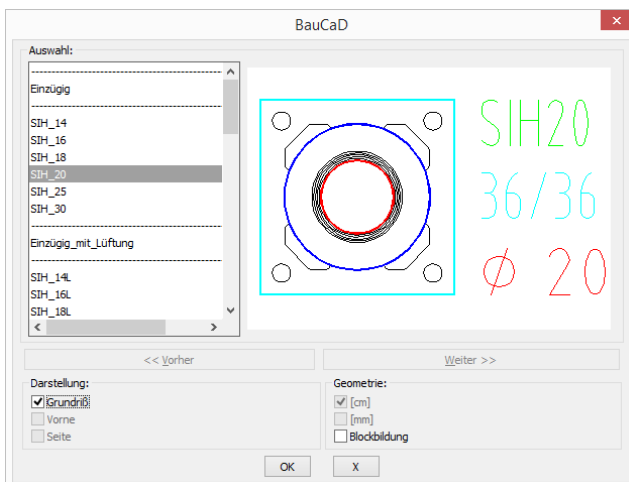 BauCaD
x
Auswahl:
Einzügig
SIH_14
SIH_16
SIH_18
SIH_20
SIH_25
SIH_30
Einzügig_mit_Lüftung
SIH_14L
SIH_16L
SIH_18L
SIH20
36/36
ϕ 20
<< Vorher
Weiter >>
Darstellung:
Grundriß
Vorne
Seite
Geometrie:
[cm]
[mm]
Blockbildung
OK
X